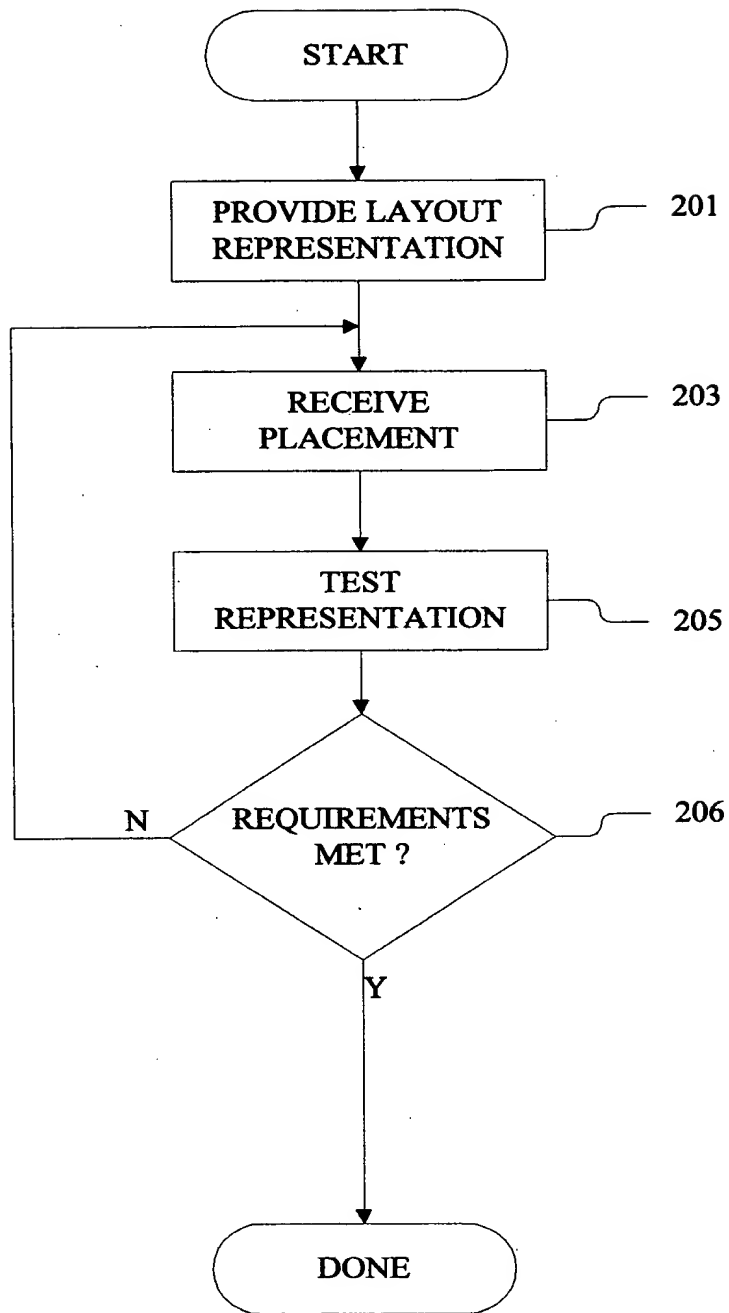 START
PROVIDE LAYOUT
REPRESENTATION
201
RECEIVE
PLACEMENT
203
TEST
REPRESENTATION
205
REQUIREMENTS
MET ?
206
N
Y
DONE